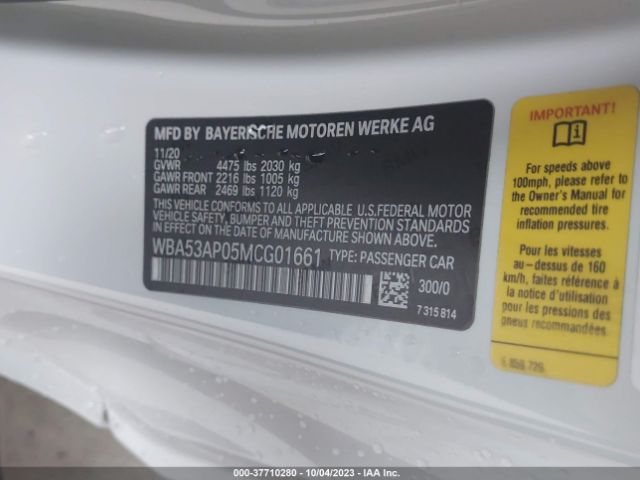 MFD BY BAYERISCHE MOTOREN WERKE AG
11/20
GVWR 4475 lbs 2030 kg
GAWR FRONT 2216 lbs 1005 kg
GAWR REAR 2469 lbs 1120 kg
THIS VEHICLE CONFORMS TO ALL APPLICABLE U.S.FEDERAL MOTOR
VEHICLE SAFETY, BUMPER AND THEFT PREVENTION STANDARDS
IN EFFECT ON THE DATE OF MANUFACTURE SHOWN ABOVE.
WBA53AP05MCG01661 TYPE: PASSENGER CAR
300/0
7 315 814
IMPORTANT!
For speeds above
100mph, please refer to
the Owner's Manual for
recommended tire
inflation pressures.
Pour les vitesses
au-dessus de 160
km/h, faites référence à
la notice d'utilisation
pour les pressions des
pneus recommandées.
6 856 726
000-37710280 - 10/04/2023 - IAA Inc.